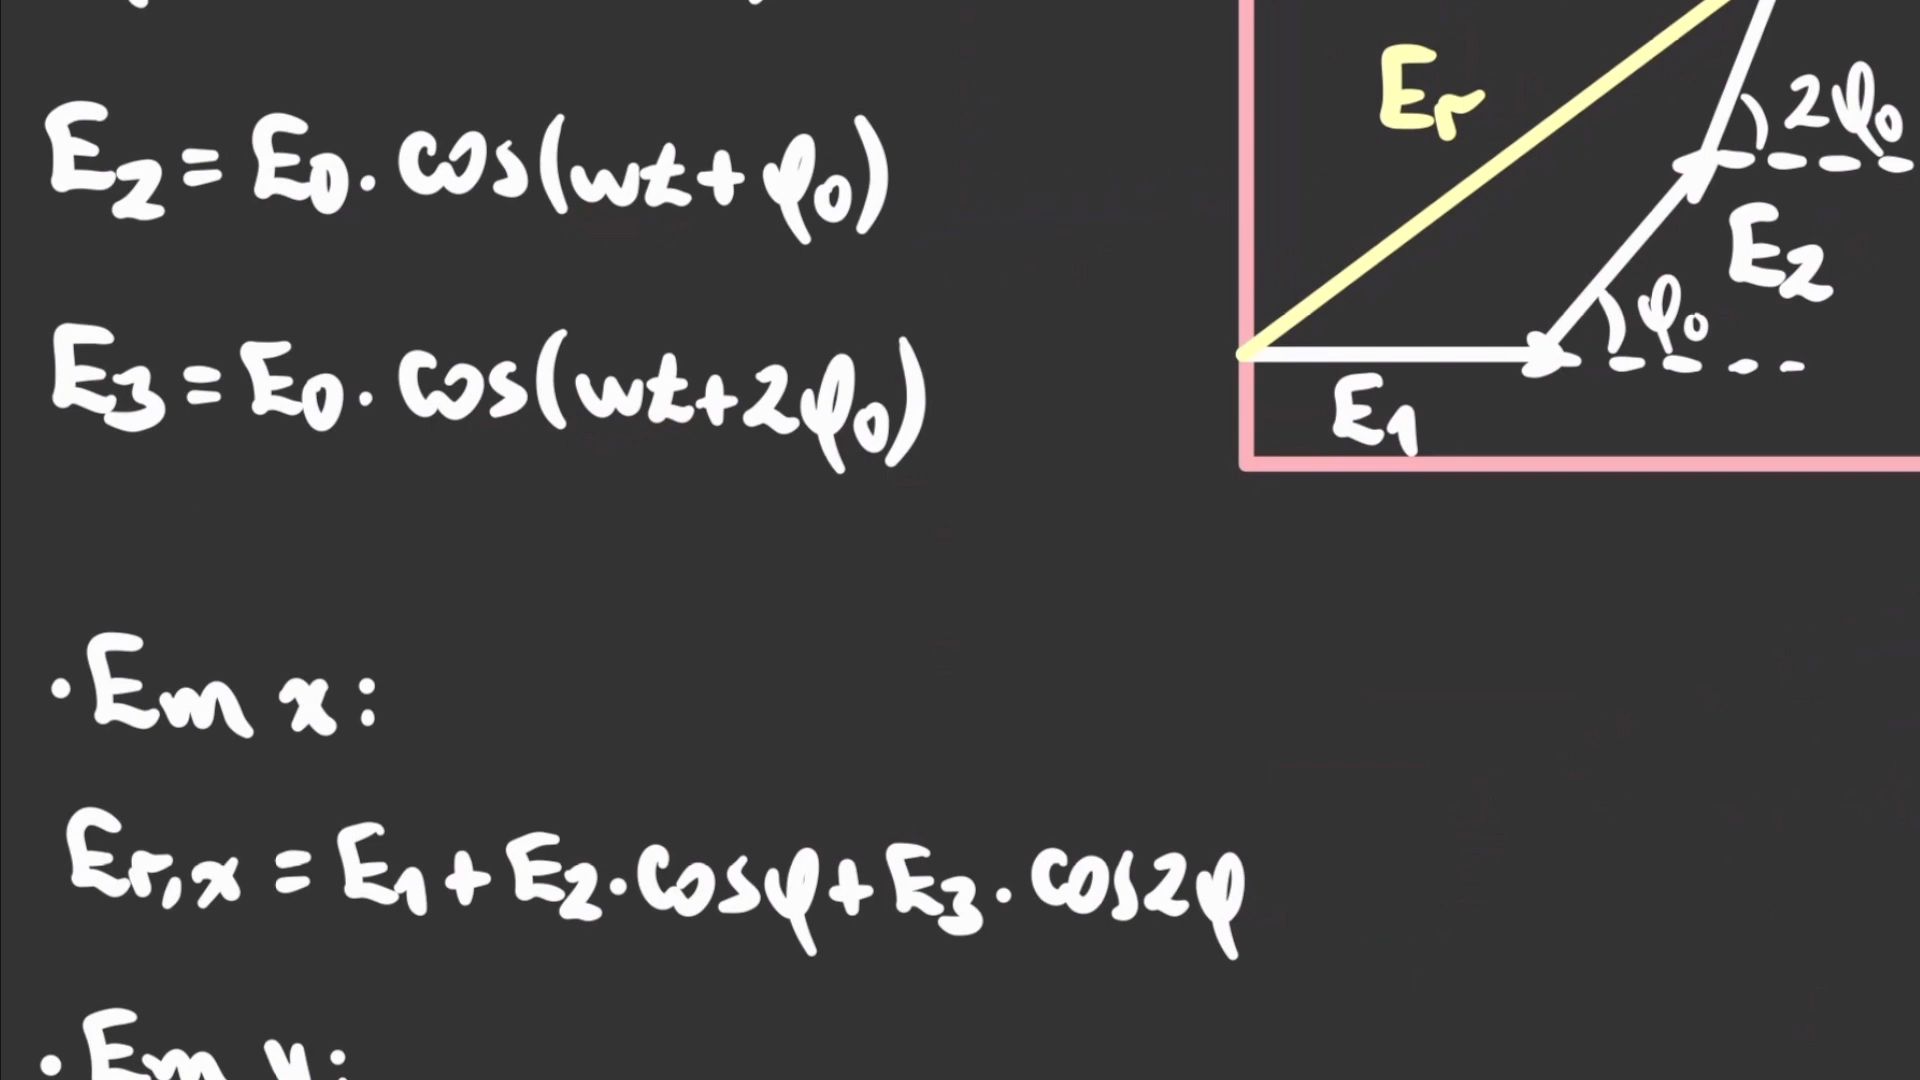 E2 = E0 . cos(wt + φ0)
E3 = E0 . cos(wt + 2φ0)
Er
2φ0
E2
φ0
E1
• Em x:
Er,x = E1 + E2 . cosφ + E3 . cos2φ
• Em y: